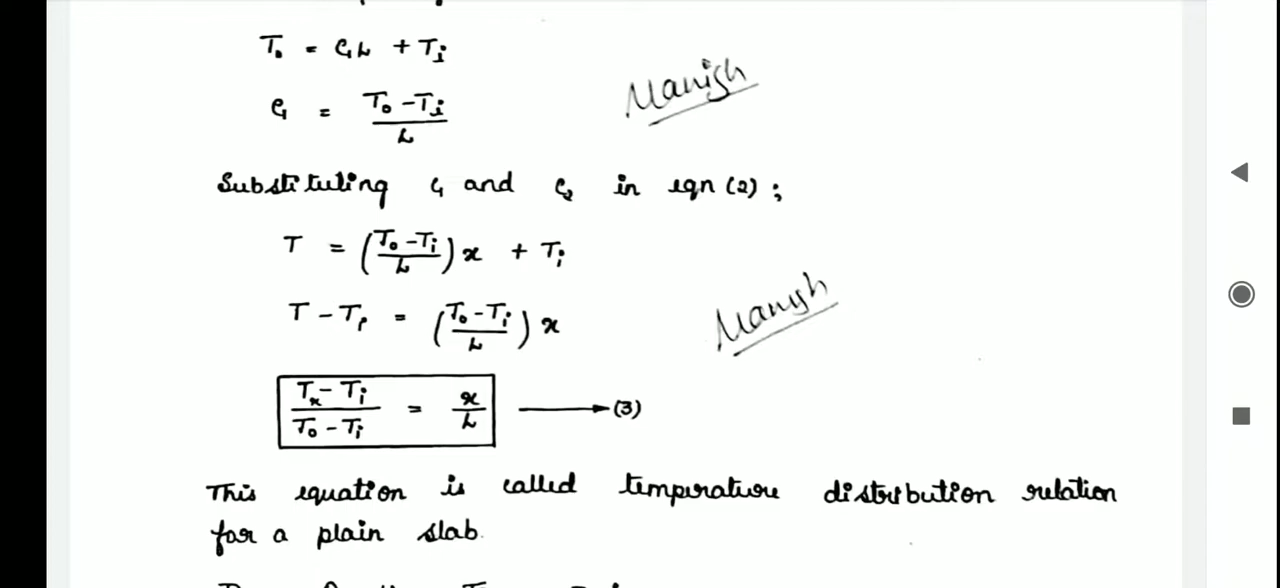 T₀ = C₁L + Tᵢ
Manish
C₁ = (T₀ - Tᵢ)/L
Substituting C₁ and C₂ in eqn (2);
T = ((T₀ - Tᵢ)/L) x + Tᵢ
T - Tᵢ = ((T₀ - Tᵢ)/L) x
Manish
(Tₓ - Tᵢ)/(T₀ - Tᵢ) = x/L → (3)
This equation is called temperature distribution relation
for a plain slab.